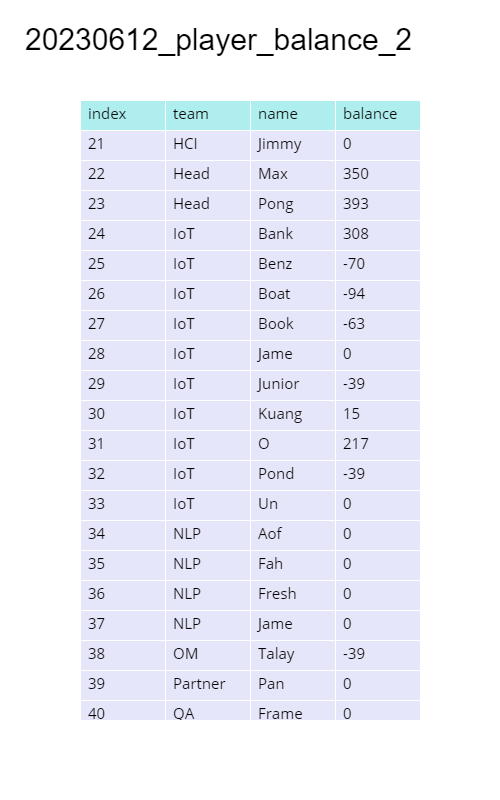 20230612_player_balance_2
index team name balance
21 HCI Jimmy 0
22 Head Max 350
23 Head Pong 393
24 IoT Bank 308
25 IoT Benz -70
26 IoT Boat -94
27 IoT Book -63
28 IoT Jame 0
29 IoT Junior -39
30 IoT Kuang 15
31 IoT O 217
32 IoT Pond -39
33 IoT Un 0
34 NLP Aof 0
35 NLP Fah 0
36 NLP Fresh 0
37 NLP Jame 0
38 OM Talay -39
39 Partner Pan 0
40 QA Frame 0